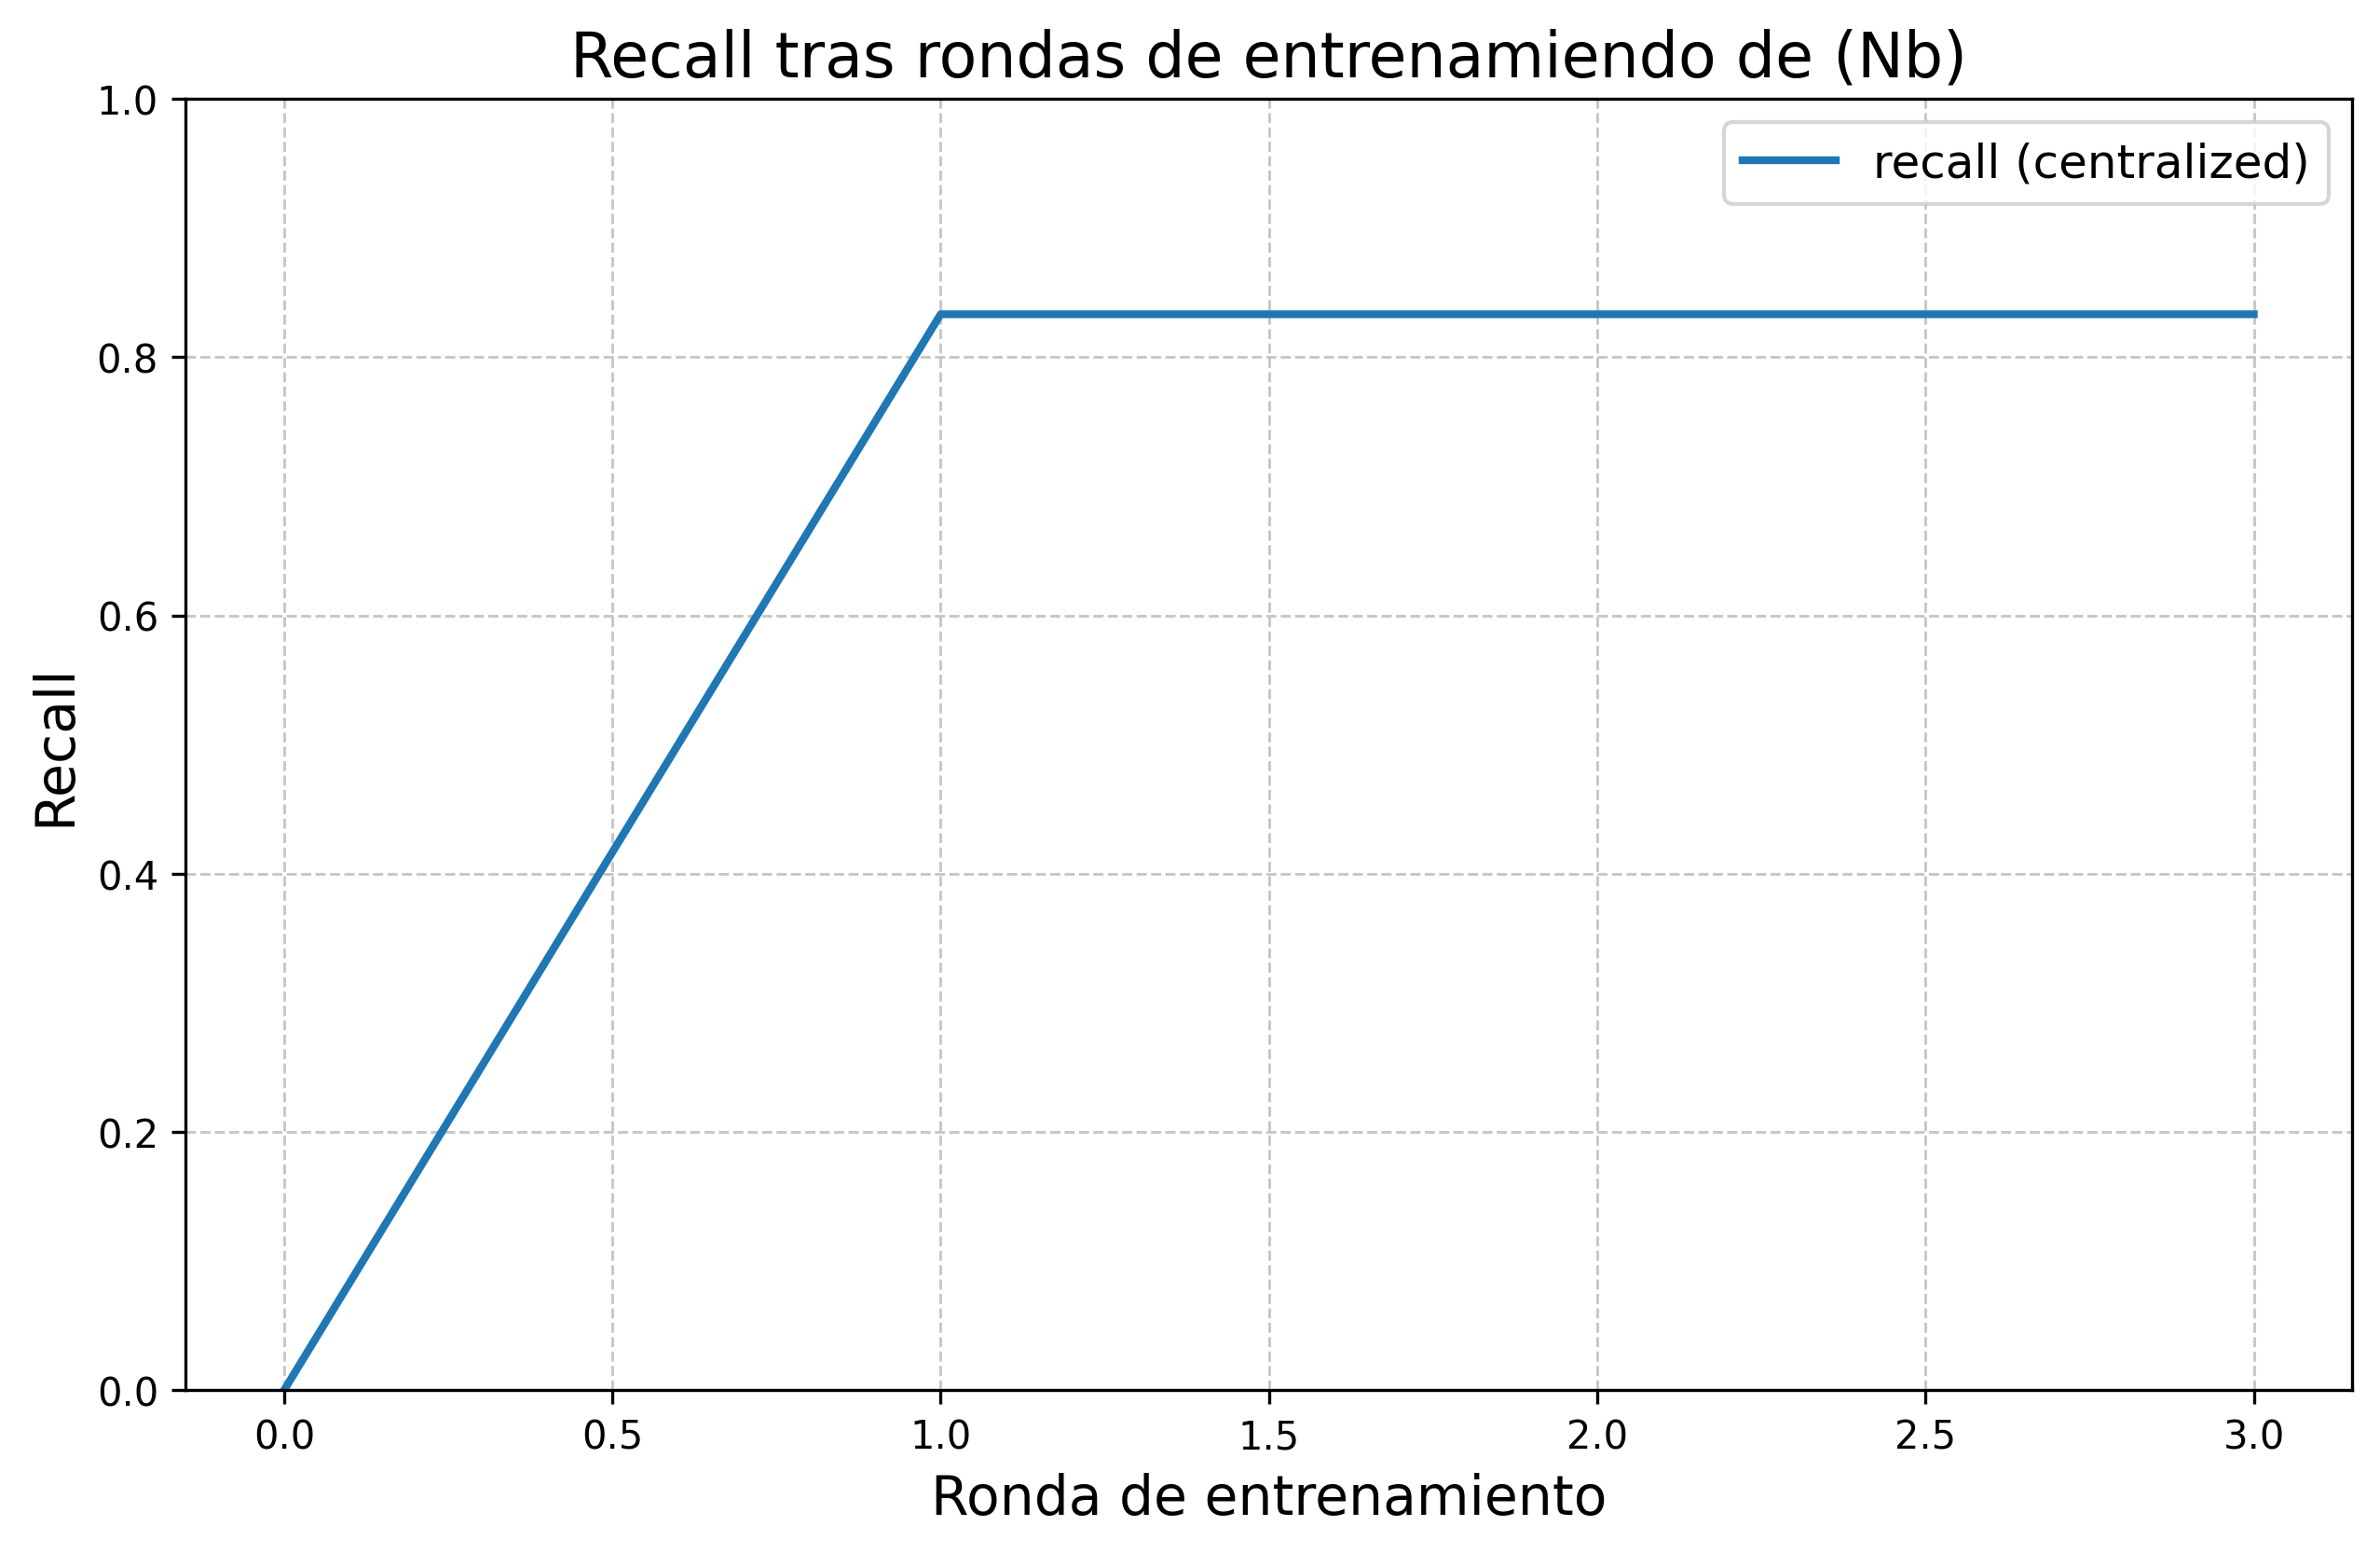 Recall tras rondas de entrenamiendo de (Nb)
recall (centralized)
Recall
1.0
0.8
0.6
0.4
0.2
0.0
0.0 0.5 1.0 1.5 2.0 2.5 3.0
Ronda de entrenamiento